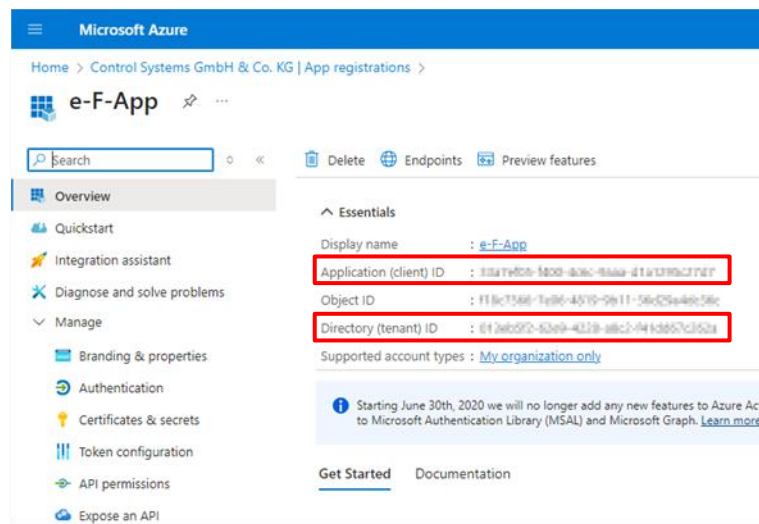 Microsoft Azure
Home > Control Systems GmbH & Co. KG | App registrations >
e-F-App ...
Search
Delete Endpoints Preview features
Overview
Quickstart
Integration assistant
Diagnose and solve problems
Manage
Branding & properties
Authentication
Certificates & secrets
Token configuration
API permissions
Expose an API
Essentials
Display name : e-F-App
Application (client) ID :
Object ID :
Directory (tenant) ID :
Supported account types : My organization only
Starting June 30th, 2020 we will no longer add any new features to Azure Ac
to Microsoft Authentication Library (MSAL) and Microsoft Graph. Learn more
Get Started Documentation